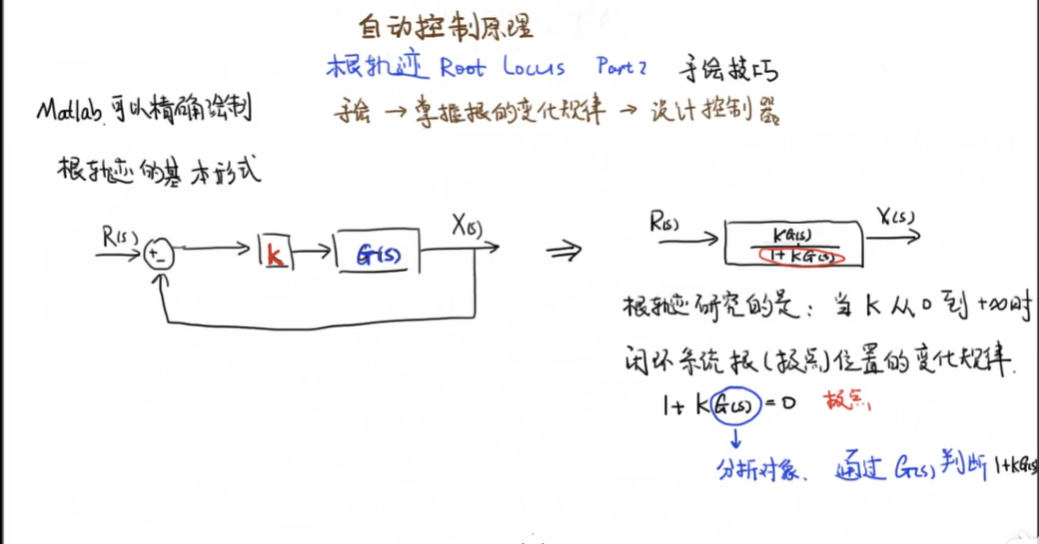 自动控制原理
根轨迹 Root Locus Part2 手绘技巧
Matlab 可以精确绘制
手绘 → 掌握根的变化规律 → 设计控制器
根轨迹的基本形式
R(s) + - K G(s) X(s)
⇒
R(s) KG(s) / 1+KG(s) X(s)
根轨迹研究的是：当 K 从 0 到 +∞时
闭环系统根(极点)位置的变化规律.
1+KG(s)=0 极点
分析对象. 通过 G(s) 判断 1+KG(s)